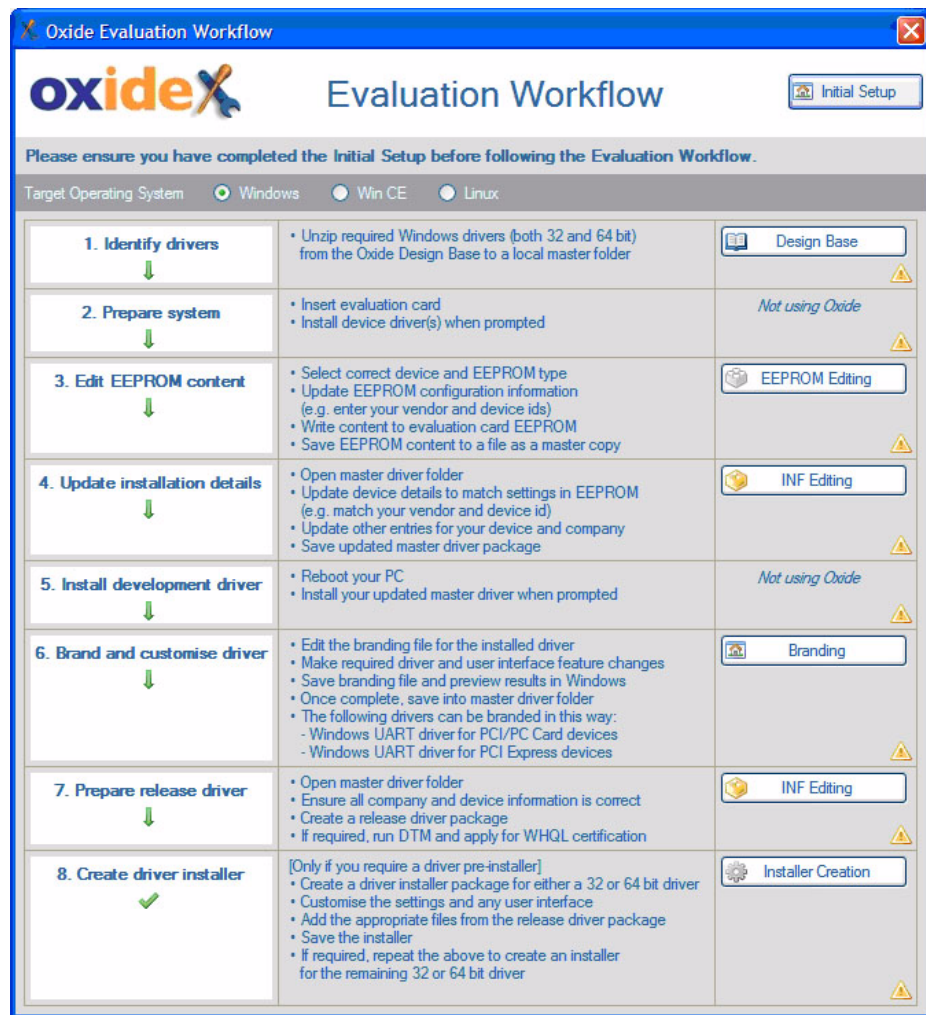 Oxide Evaluation Workflow
oxide
Evaluation Workflow
Initial Setup
Please ensure you have completed the Initial Setup before following the Evaluation Workflow.
Target Operating System Windows Win CE Linux
1. Identify drivers
• Unzip required Windows drivers (both 32 and 64 bit)
from the Oxide Design Base to a local master folder
Design Base
2. Prepare system
• Insert evaluation card
• Install device driver(s) when prompted
Not using Oxide
3. Edit EEPROM content
• Select correct device and EEPROM type
• Update EEPROM configuration information
(e.g. enter your vendor and device ids)
• Write content to evaluation card EEPROM
• Save EEPROM content to a file as a master copy
EEPROM Editing
4. Update installation details
• Open master driver folder
• Update device details to match settings in EEPROM
(e.g. match your vendor and device id)
• Update other entries for your device and company
• Save updated master driver package
INF Editing
5. Install development driver
• Reboot your PC
• Install your updated master driver when prompted
Not using Oxide
6. Brand and customise driver
• Edit the branding file for the installed driver
• Make required driver and user interface feature changes
• Save branding file and preview results in Windows
• Once complete, save into master driver folder
• The following drivers can be branded in this way:
- Windows UART driver for PCI/PC Card devices
- Windows UART driver for PCI Express devices
Branding
7. Prepare release driver
• Open master driver folder
• Ensure all company and device information is correct
• Create a release driver package
• If required, run DTM and apply for WHQL certification
INF Editing
8. Create driver installer
[Only if you require a driver pre-installer]
• Create a driver installer package for either a 32 or 64 bit driver
• Customise the settings and any user interface
• Add the appropriate files from the release driver package
• Save the installer
• If required, repeat the above to create an installer
for the remaining 32 or 64 bit driver
Installer Creation